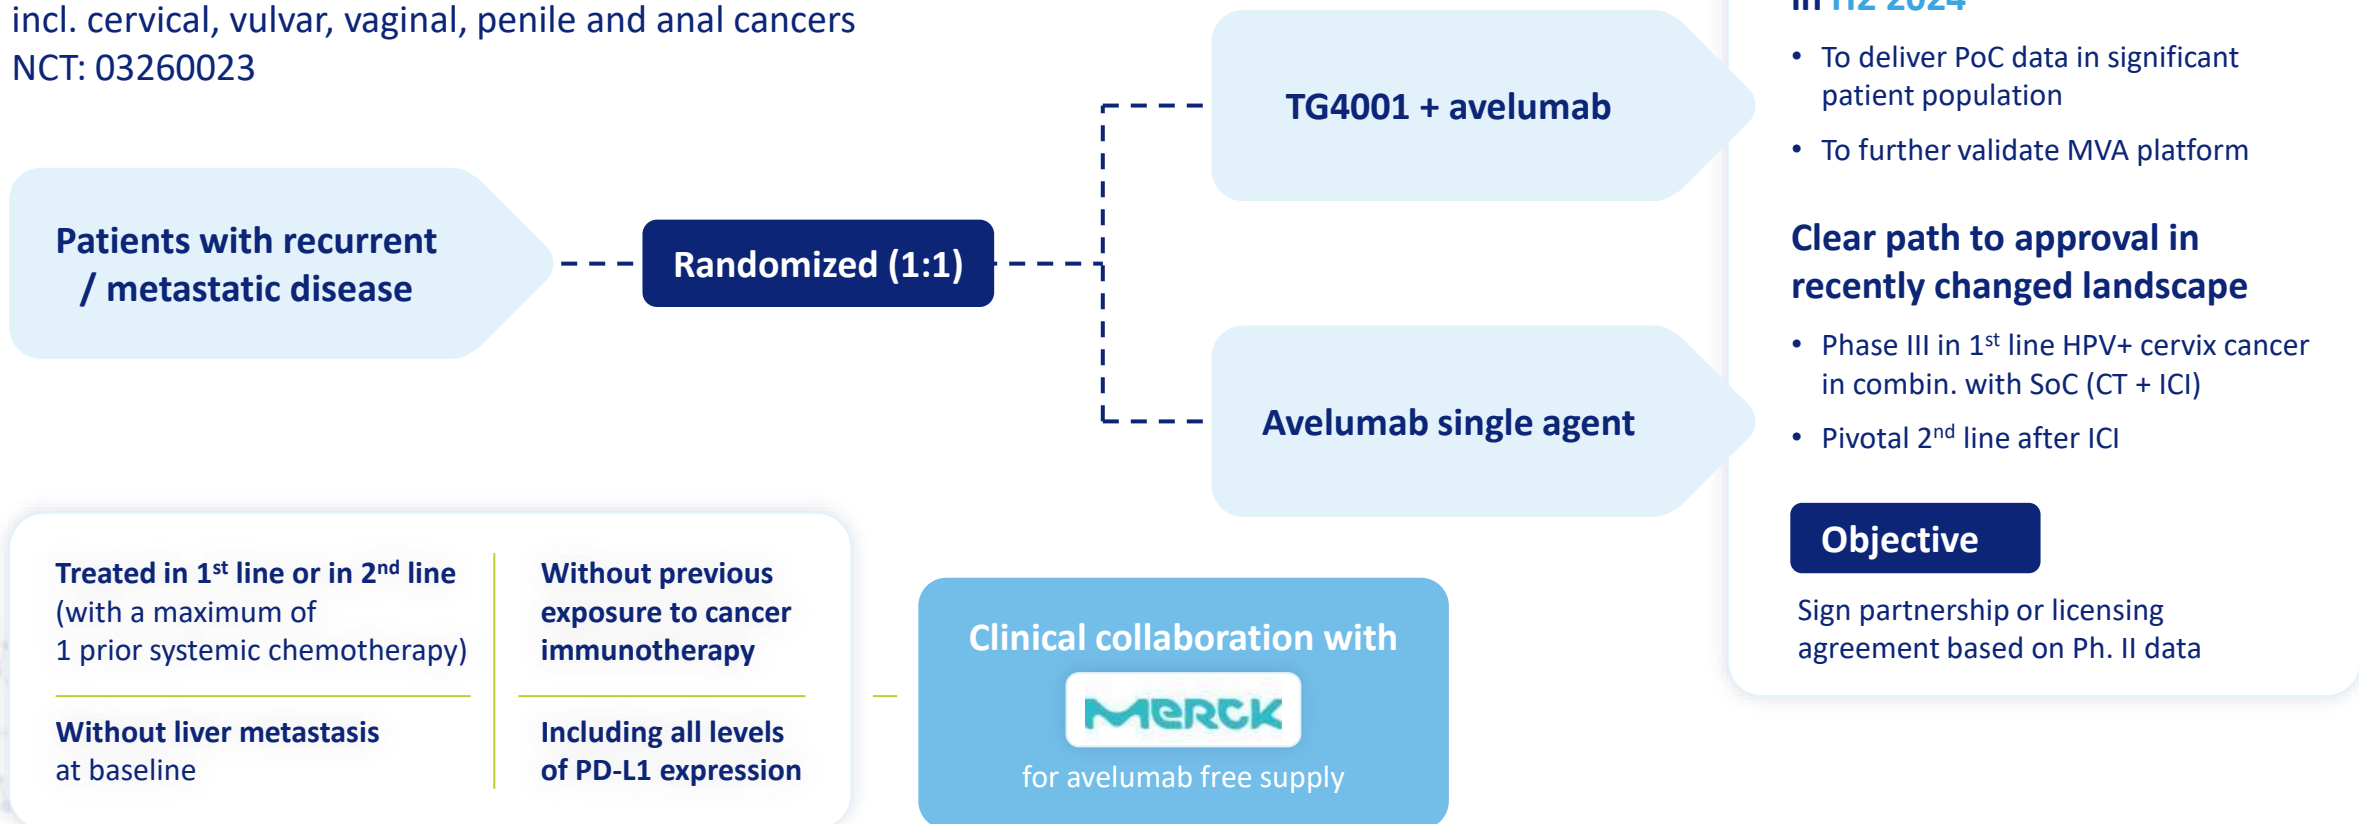 incl. cervical, vulvar, vaginal, penile and anal cancers
NCT: 03260023
Patients with recurrent
/ metastatic disease
Randomized (1:1)
TG4001 + avelumab
Avelumab single agent
in H2 2024
• To deliver PoC data in significant
patient population
• To further validate MVA platform
Clear path to approval in
recently changed landscape
• Phase III in 1st line HPV+ cervix cancer
in combin. with SoC (CT + ICI)
• Pivotal 2nd line after ICI
Objective
Sign partnership or licensing
agreement based on Ph. II data
Treated in 1st line or in 2nd line
(with a maximum of
1 prior systemic chemotherapy)
Without previous
exposure to cancer
immunotherapy
Without liver metastasis
at baseline
Including all levels
of PD-L1 expression
Clinical collaboration with
MERCK
for avelumab free supply